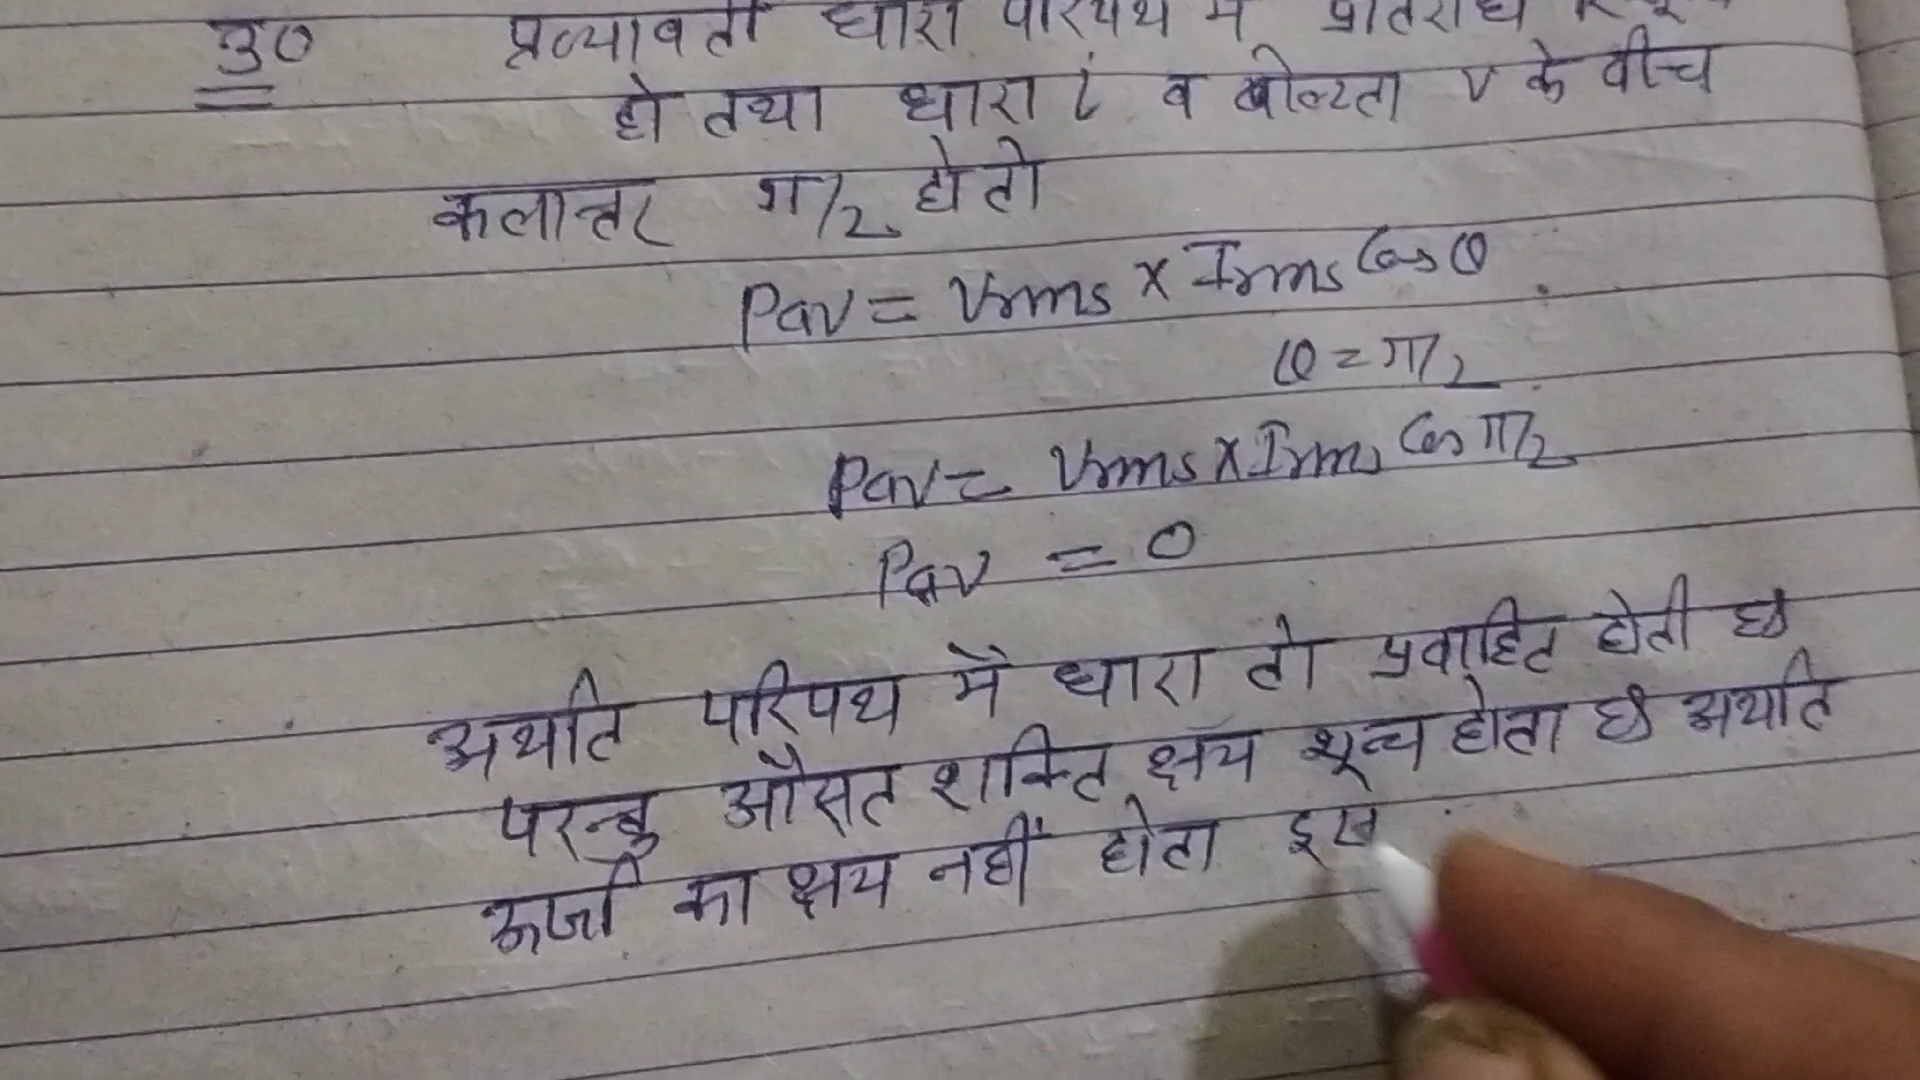 उ० प्रत्यावर्ती धारा परिपथ में प्रतिरोध
हो तथा धारा i व वोल्टता V के बीच
कलान्तर π/2 हो तो
Pav = Vrms × Irms Cos φ
φ = π/2
Pav = Vrms × Irms Cos π/2
Pav = 0
अर्थात परिपथ में धारा तो प्रवाहित होती है
परन्तु औसत शक्ति क्षय शून्य होता है अर्थात
ऊर्जा का क्षय नहीं होता इस